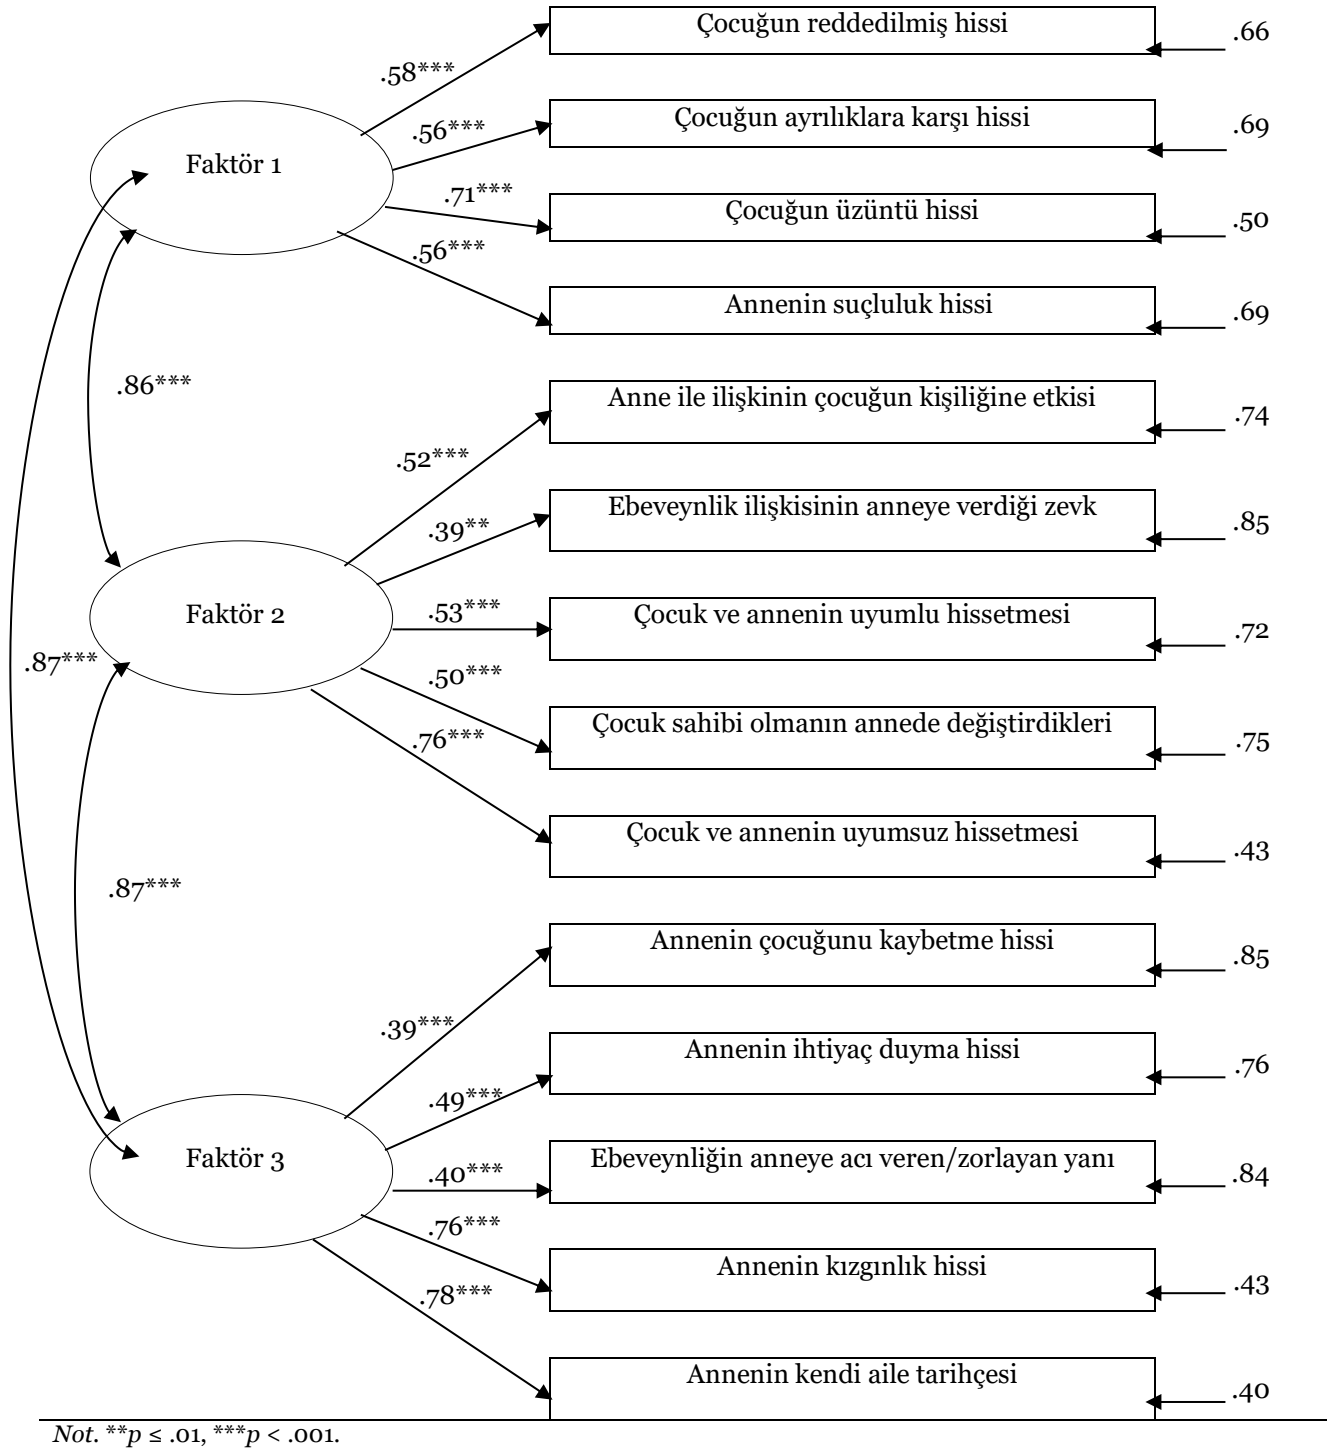 Çocuğun reddedilmiş hissi
.66
.58***
Çocuğun ayrılıklara karşı hissi
.69
.56***
Faktör 1
.71***
Çocuğun üzüntü hissi
.50
.56***
Annenin suçluluk hissi
.69
.86***
Anne ile ilişkinin çocuğun kişiliğine etkisi
.74
.52***
Ebeveynlik ilişkisinin anneye verdiği zevk
.85
.39**
Faktör 2
.53***
Çocuk ve annenin uyumlu hissetmesi
.72
.87***
.50***
Çocuk sahibi olmanın annede değiştirdikleri
.75
.76***
Çocuk ve annenin uyumsuz hissetmesi
.43
.87***
Annenin çocuğunu kaybetme hissi
.85
.39***
Annenin ihtiyaç duyma hissi
.76
.49***
Faktör 3
.40***
Ebeveynliğin anneye acı veren/zorlayan yanı
.84
.76***
Annenin kızgınlık hissi
.43
.78***
Annenin kendi aile tarihçesi
.40
Not. **p ≤ .01, ***p < .001.